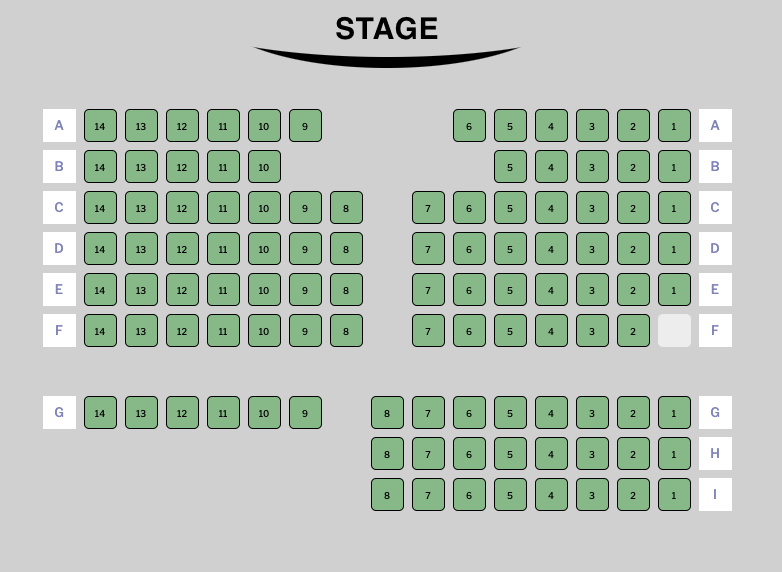 STAGE
A 14 13 12 11 10 9 6 5 4 3 2 1 A
B 14 13 12 11 10 5 4 3 2 1 B
C 14 13 12 11 10 9 8 7 6 5 4 3 2 1 C
D 14 13 12 11 10 9 8 7 6 5 4 3 2 1 D
E 14 13 12 11 10 9 8 7 6 5 4 3 2 1 E
F 14 13 12 11 10 9 8 7 6 5 4 3 2 F
G 14 13 12 11 10 9 8 7 6 5 4 3 2 1 G
8 7 6 5 4 3 2 1 H
8 7 6 5 4 3 2 1 I